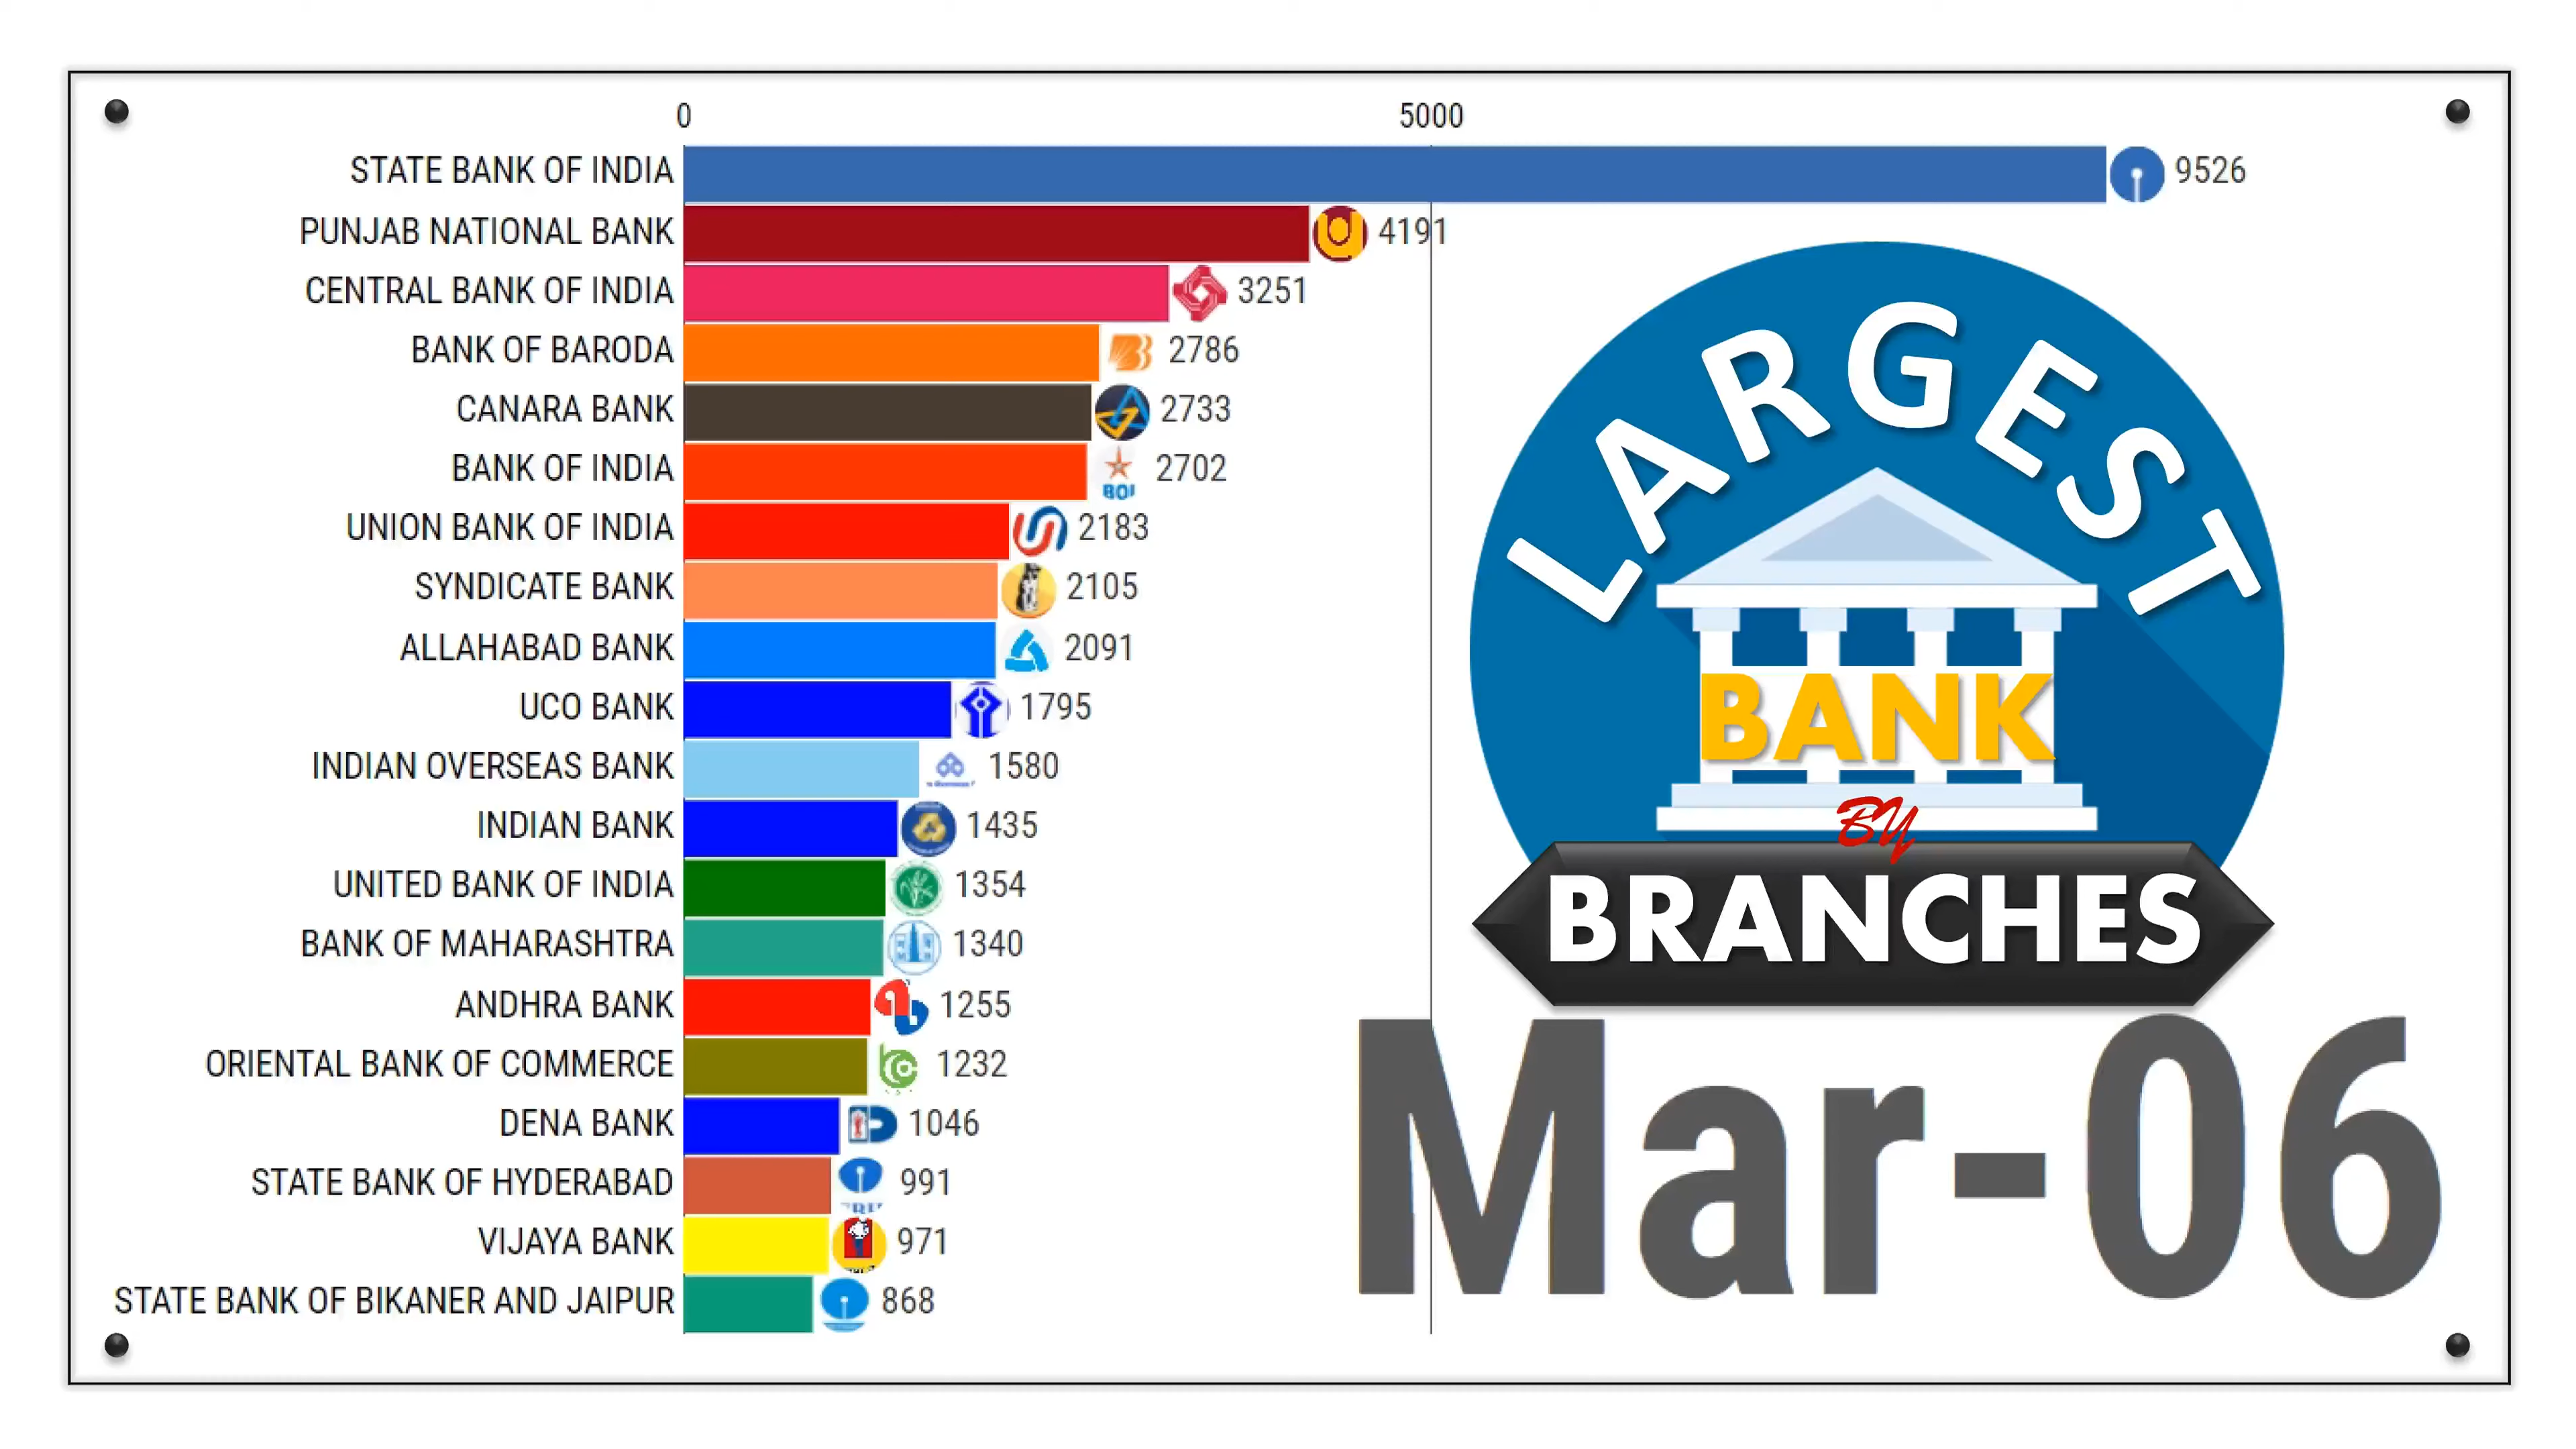 0 5000
STATE BANK OF INDIA 9526
PUNJAB NATIONAL BANK 4191
CENTRAL BANK OF INDIA 3251
BANK OF BARODA 2786
CANARA BANK 2733
BANK OF INDIA BOI 2702
UNION BANK OF INDIA 2183
SYNDICATE BANK 2105
ALLAHABAD BANK 2091
UCO BANK 1795
INDIAN OVERSEAS BANK 1580
INDIAN BANK 1435
UNITED BANK OF INDIA 1354
BANK OF MAHARASHTRA 1340
ANDHRA BANK 1255
ORIENTAL BANK OF COMMERCE 1232
DENA BANK 1046
STATE BANK OF HYDERABAD 991
VIJAYA BANK 971
STATE BANK OF BIKANER AND JAIPUR 868
LARGEST
BANK
BY
BRANCHES
Mar-06